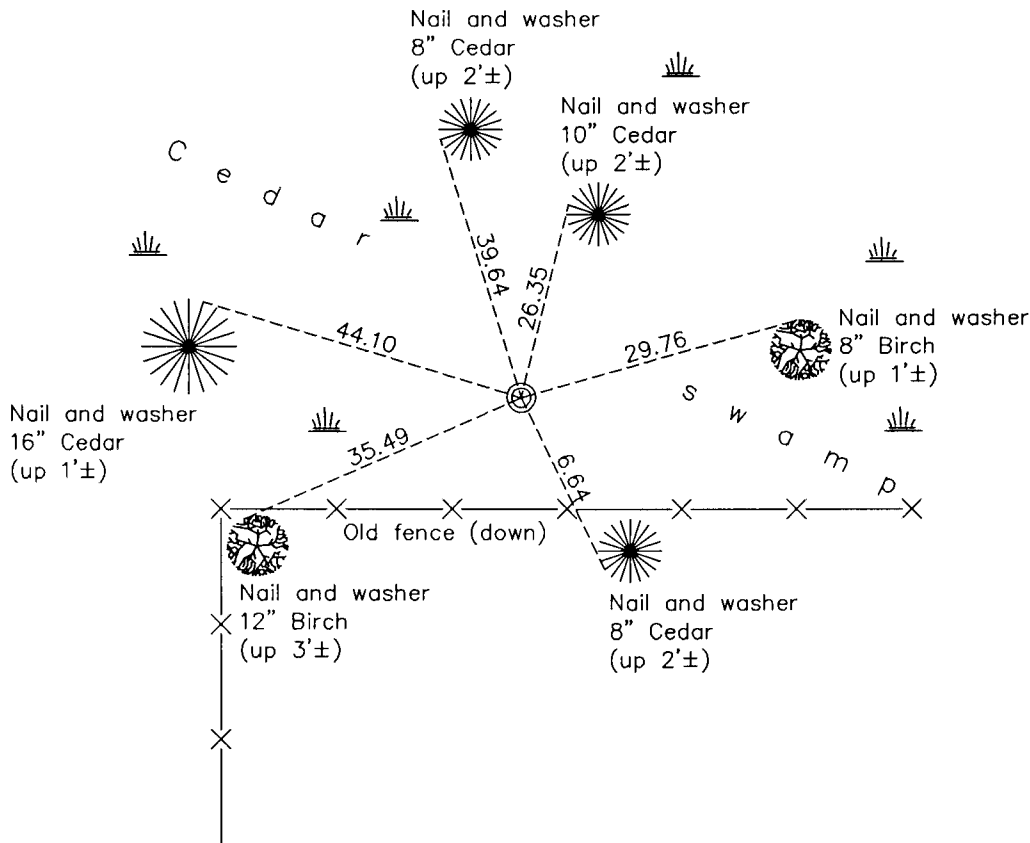 Nail and washer
8" Cedar
(up 2'±)
Nail and washer
10" Cedar
(up 2'±)
Cedar
39.64
26.35
44.10
29.76
Nail and washer
8" Birch
(up 1'±)
swamp
Nail and washer
16" Cedar
(up 1'±)
35.49
6.64
Old fence (down)
Nail and washer
12" Birch
(up 3'±)
Nail and washer
8" Cedar
(up 2'±)